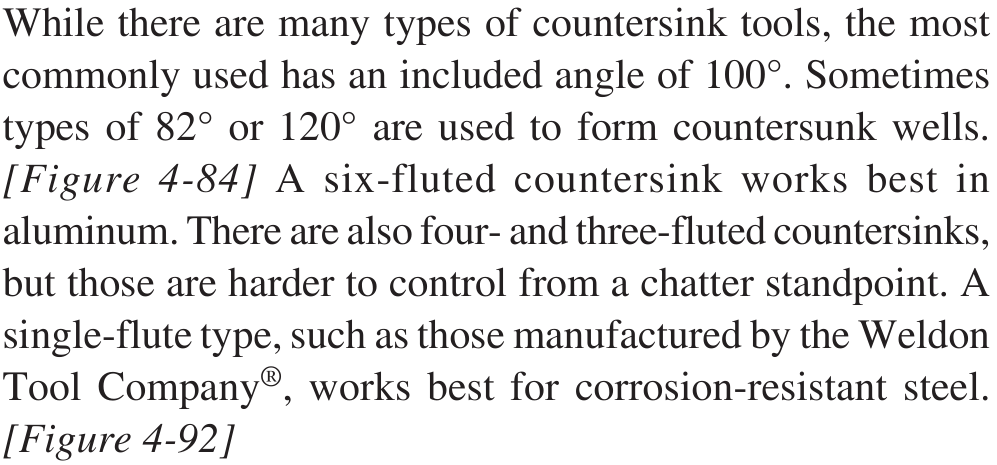 While there are many types of countersink tools, the most
commonly used has an included angle of 100°. Sometimes
types of 82° or 120° are used to form countersunk wells.
[Figure 4-84] A six-fluted countersink works best in
aluminum. There are also four- and three-fluted countersinks,
but those are harder to control from a chatter standpoint. A
single-flute type, such as those manufactured by the Weldon
Tool Company®, works best for corrosion-resistant steel.
[Figure 4-92]